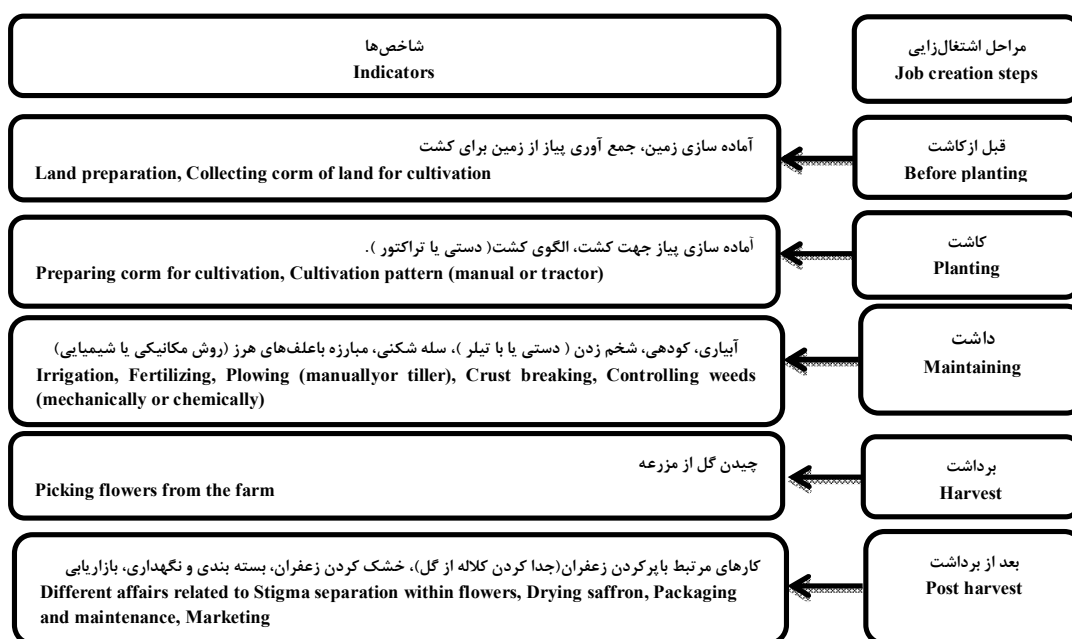 مراحل اشتغال‌زایی
Job creation steps
شاخص‌ها
Indicators
قبل ازکاشت
Before planting
آماده سازی زمین، جمع آوری پیاز از زمین برای کشت
Land preparation, Collecting corm of land for cultivation
کاشت
Planting
آماده سازی پیاز جهت کشت، الگوی کشت( دستی یا تراکتور ).
Preparing corm for cultivation, Cultivation pattern (manual or tractor)
داشت
Maintaining
آبیاری، کودهی، شخم زدن ( دستی یا با تیلر )، سله شکنی، مبارزه باعلف‌های هرز (روش مکانیکی یا شیمیایی)
Irrigation, Fertilizing, Plowing (manuallyor tiller), Crust breaking, Controlling weeds
(mechanically or chemically)
برداشت
Harvest
چیدن گل از مزرعه
Picking flowers from the farm
بعد از برداشت
Post harvest
کارهای مرتبط باپرکردن زعفران(جدا کردن کلاله از گل)، خشک کردن زعفران، بسته بندی و نگهداری، بازاریابی
Different affairs related to Stigma separation within flowers, Drying saffron, Packaging
and maintenance, Marketing